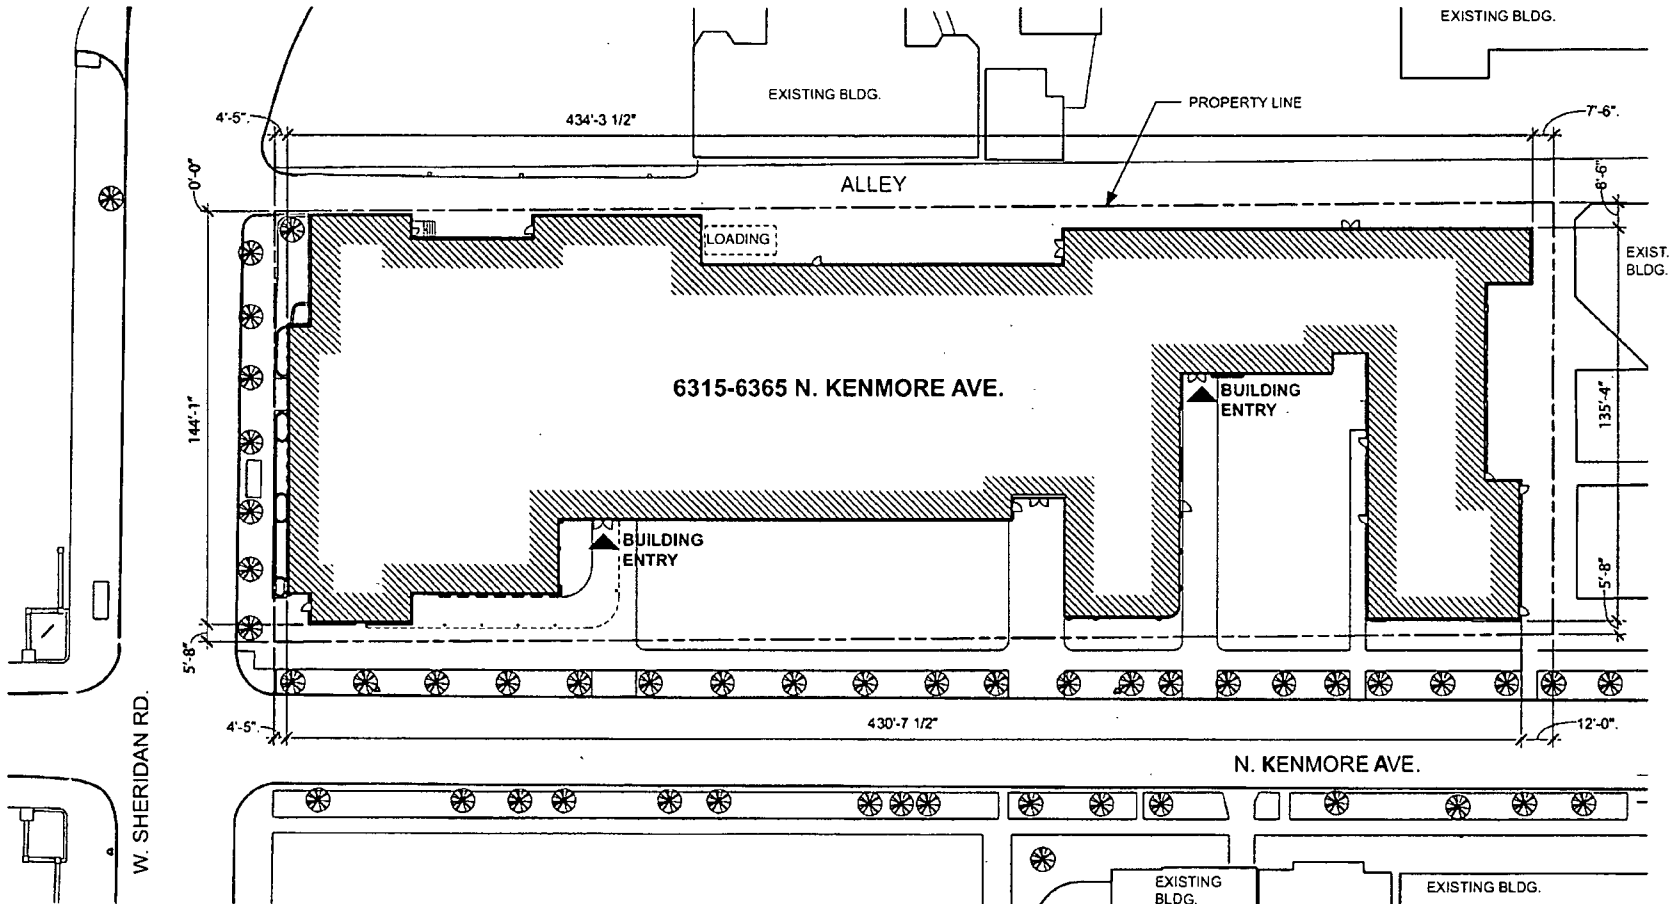 EXISTING BLDG.
EXISTING BLDG.
PROPERTY LINE
4'-5".
434'-3 1/2"
7'-6".
0'-0"
ALLEY
8'-6"
LOADING
EXIST.
BLDG.
6315-6365 N. KENMORE AVE.
BUILDING
ENTRY
144'-1"
135'-4"
BUILDING
ENTRY
5'-8"
5'-8"
4'-5".
430'-7 1/2"
12'-0".
W. SHERIDAN RD.
N. KENMORE AVE.
EXISTING
BLDG.
EXISTING BLDG.